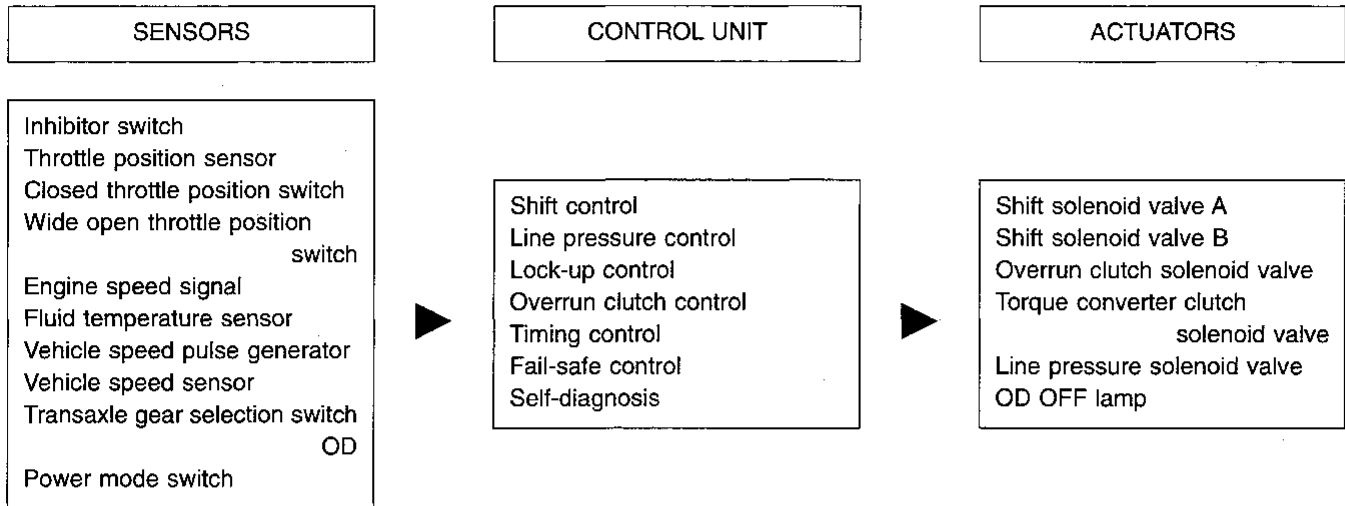 SENSORS
CONTROL UNIT
ACTUATORS
Inhibitor switch
Throttle position sensor
Closed throttle position switch
Wide open throttle position
switch
Engine speed signal
Fluid temperature sensor
Vehicle speed pulse generator
Vehicle speed sensor
Transaxle gear selection switch
OD
Power mode switch
Shift control
Line pressure control
Lock-up control
Overrun clutch control
Timing control
Fail-safe control
Self-diagnosis
Shift solenoid valve A
Shift solenoid valve B
Overrun clutch solenoid valve
Torque converter clutch
solenoid valve
Line pressure solenoid valve
OD OFF lamp